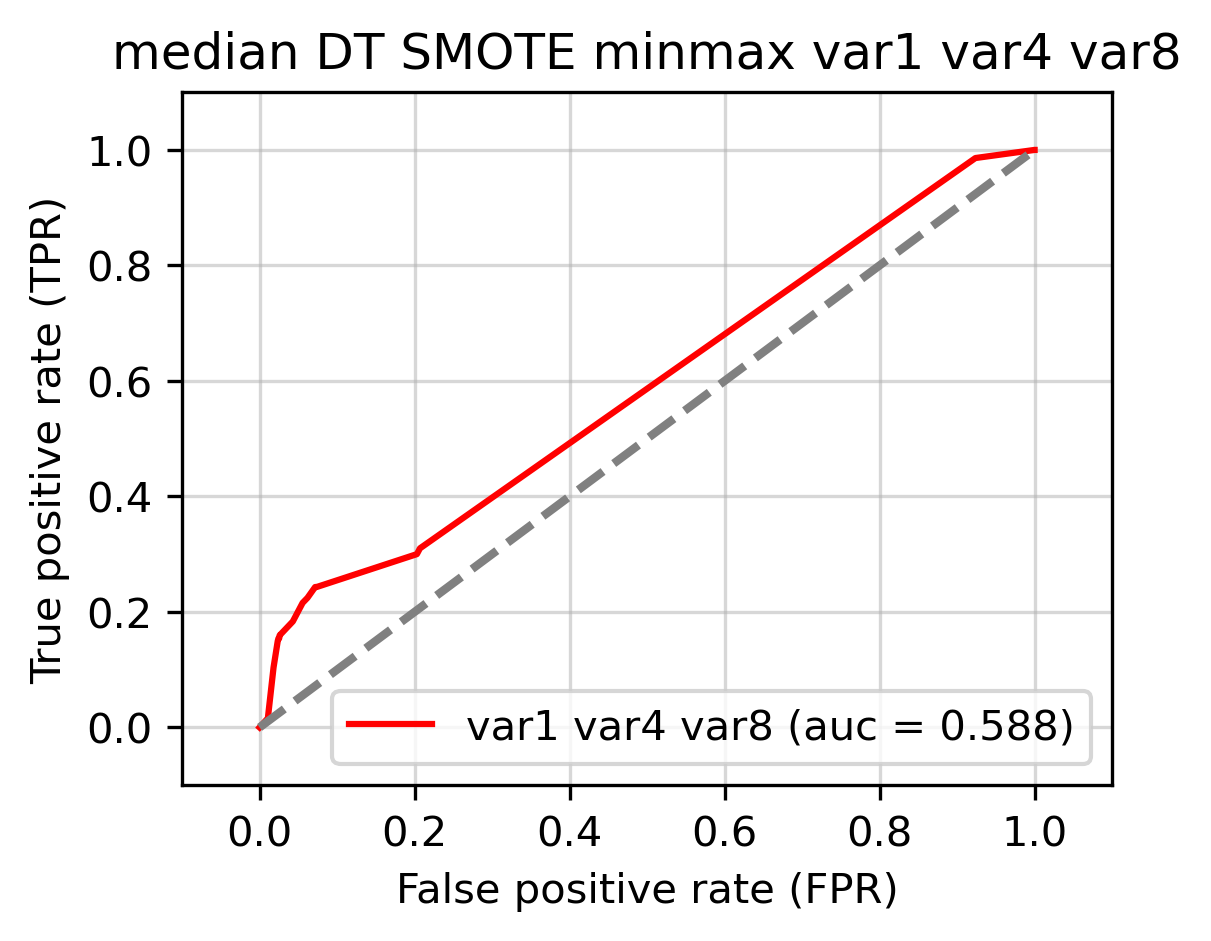 median DT SMOTE minmax var1 var4 var8
True positive rate (TPR)
1.0
0.8
0.6
0.4
0.2
0.0
var1 var4 var8 (auc = 0.588)
0.0 0.2 0.4 0.6 0.8 1.0
False positive rate (FPR)